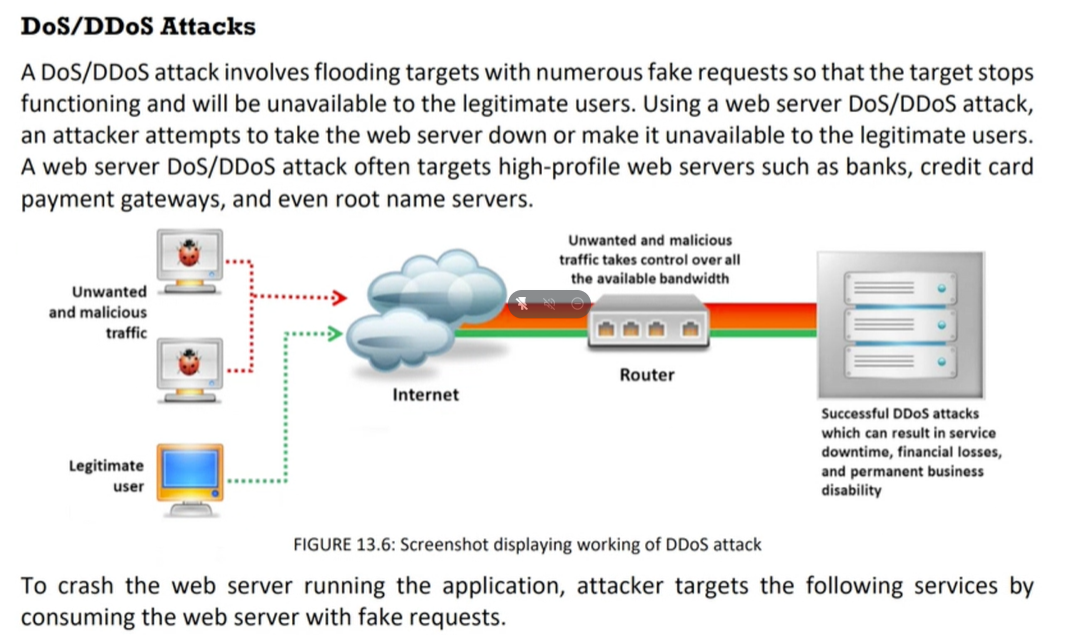 DoS/DDoS Attacks
A DoS/DDoS attack involves flooding targets with numerous fake requests so that the target stops
functioning and will be unavailable to the legitimate users. Using a web server DoS/DDoS attack,
an attacker attempts to take the web server down or make it unavailable to the legitimate users.
A web server DoS/DDoS attack often targets high-profile web servers such as banks, credit card
payment gateways, and even root name servers.
Unwanted
and malicious
traffic
Legitimate
user
Internet
Unwanted and malicious
traffic takes control over all
the available bandwidth
Router
Successful DDoS attacks
which can result in service
downtime, financial losses,
and permanent business
disability
FIGURE 13.6: Screenshot displaying working of DDoS attack
To crash the web server running the application, attacker targets the following services by
consuming the web server with fake requests.